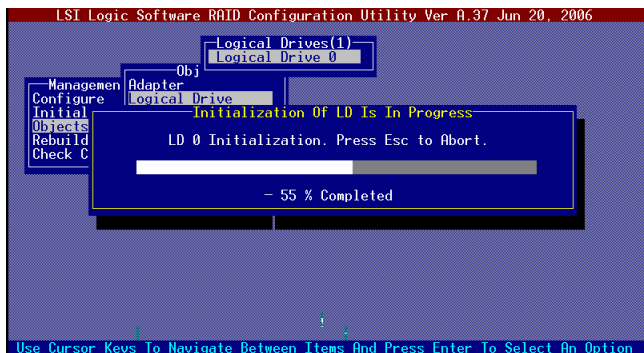 LSI Logic Software RAID Configuration Utility Ver A.37 Jun 20, 2006
Logical Drives(1)
Logical Drive 0
Obj
Managemen
Adapter
Configure
Logical Drive
Initial
Initialization Of LD Is In Progress
Objects
Rebuild
LD 0 Initialization. Press Esc to Abort.
Check C
- 55 % Completed
Use Cursor Keys To Navigate Between Items And Press Enter To Select An Option